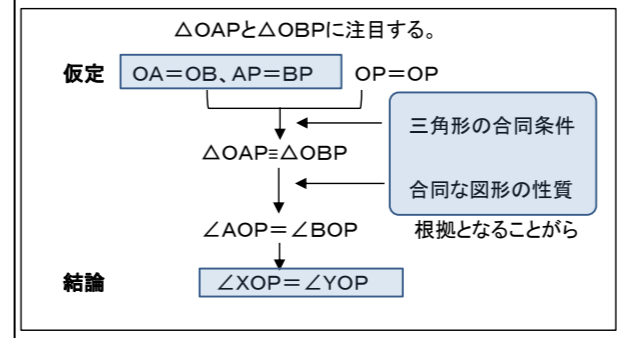 △OAPと△OBPに注目する。
仮定 OA=OB、AP=BP OP=OP
三角形の合同条件
△OAP≡△OBP
合同な図形の性質
∠AOP=∠BOP 根拠となることがら
結論 ∠XOP=∠YOP